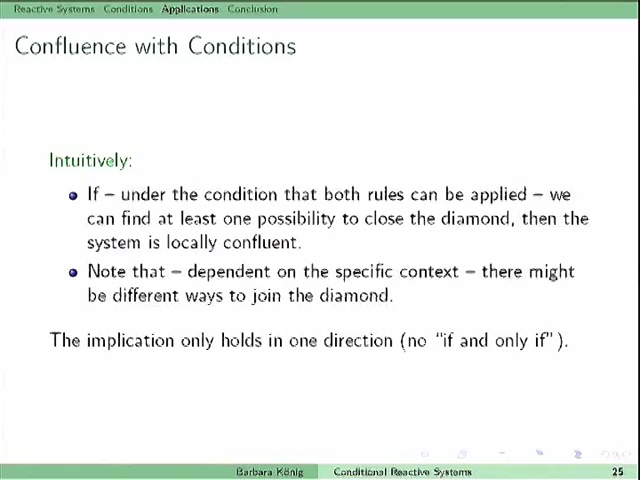 Reactive Systems Conditions Applications Conclusion
Confluence with Conditions
Intuitively:
If – under the condition that both rules can be applied – we
can find at least one possibility to close the diamond, then the
system is locally confluent.
Note that – dependent on the specific context – there might
be different ways to join the diamond.
The implication only holds in one direction (no “if and only if”).
Barbara König Conditional Reactive Systems 25